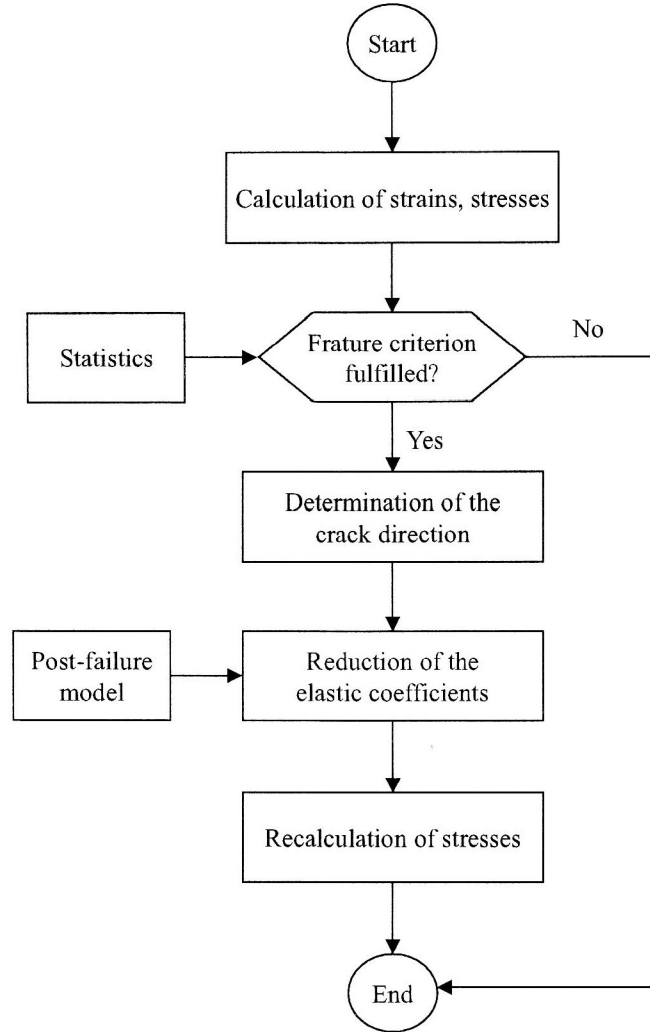 Start
Calculation of strains, stresses
Statistics
Frature criterion
fulfilled?
No
Yes
Determination of the
crack direction
Post-failure
model
Reduction of the
elastic coefficients
Recalculation of stresses
End